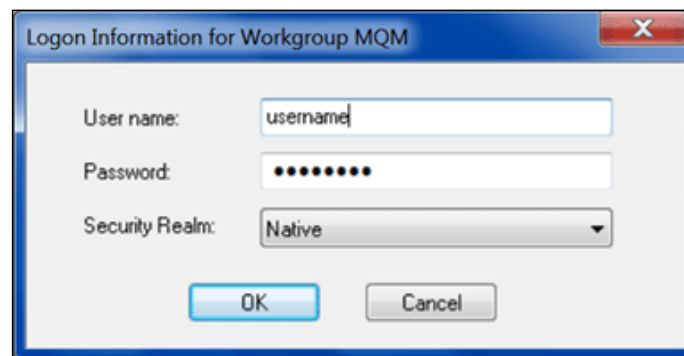 Logon Information for Workgroup MQM
User name: username
Password: ●●●●●●●●
Security Realm: Native
OK Cancel